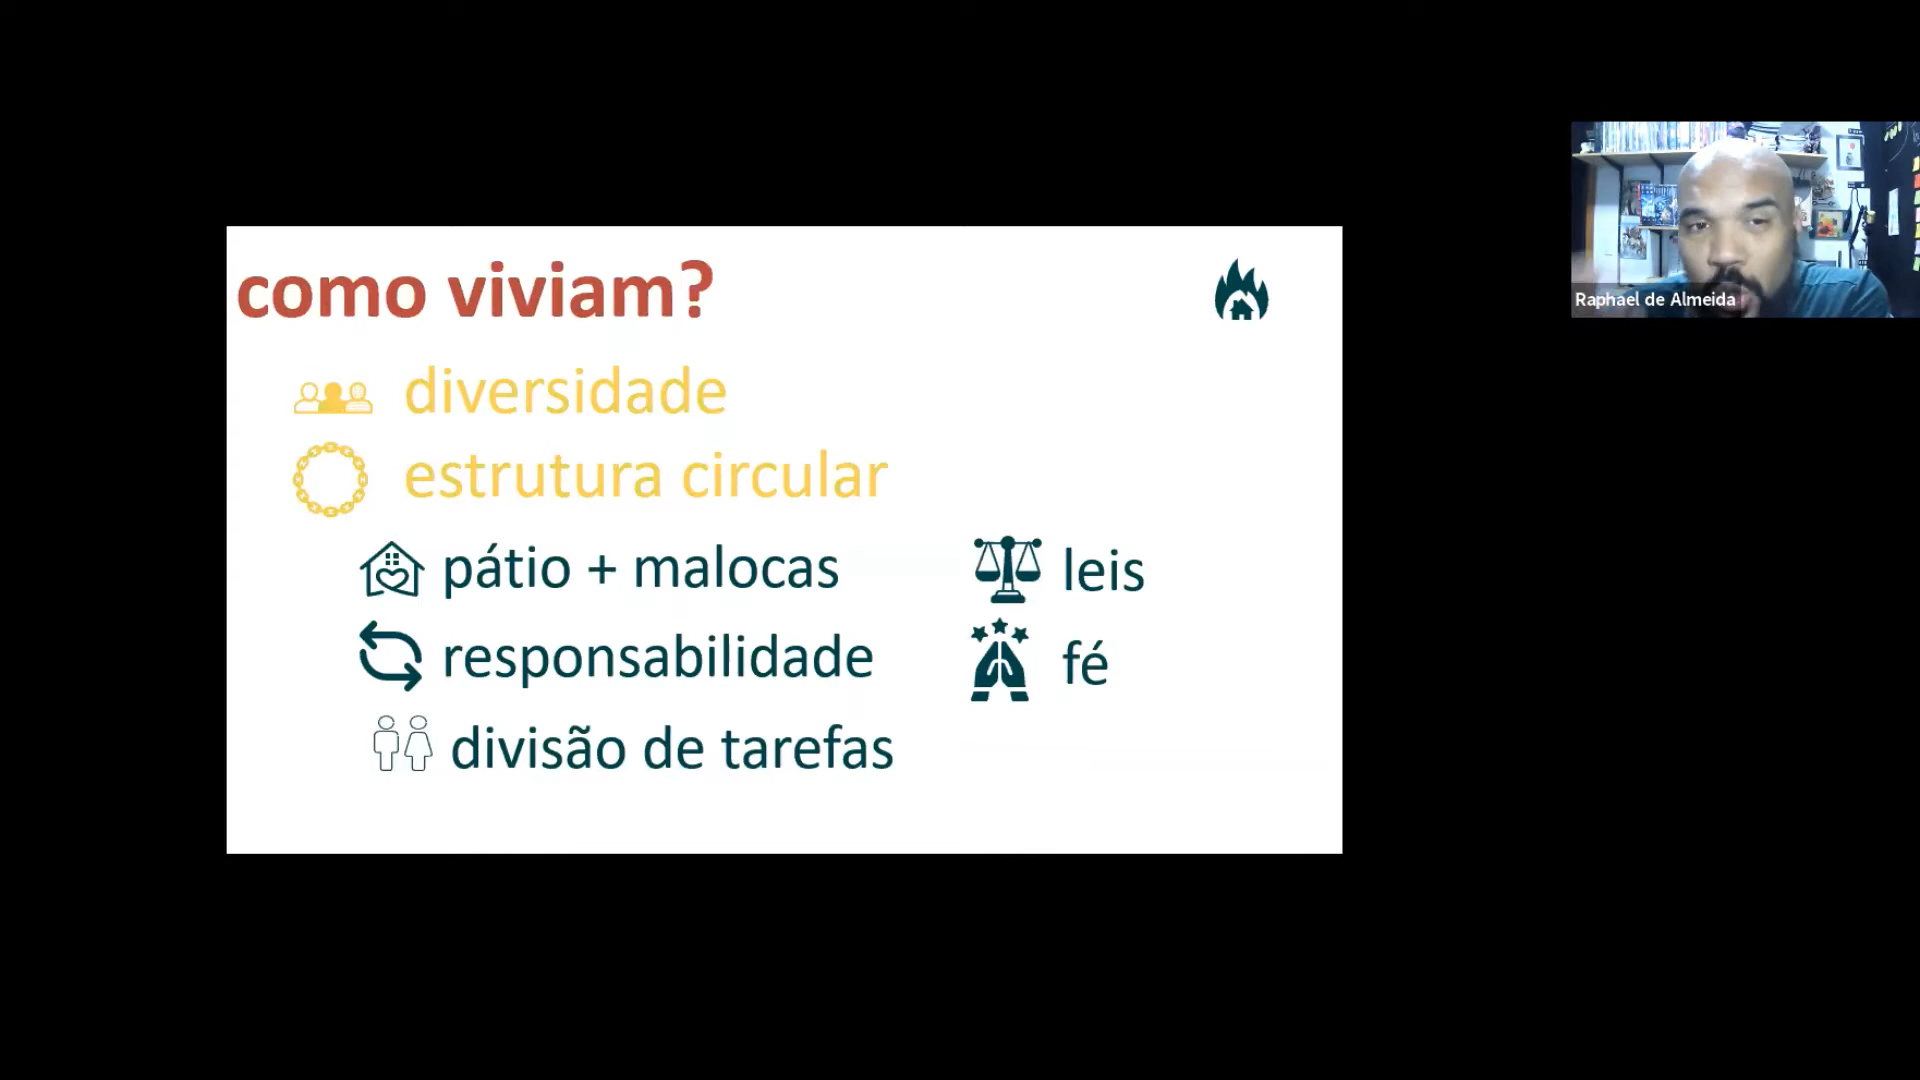 como viviam?
diversidade
estrutura circular
pátio + malocas
responsabilidade
divisão de tarefas
leis
fé
Raphael de Almeida